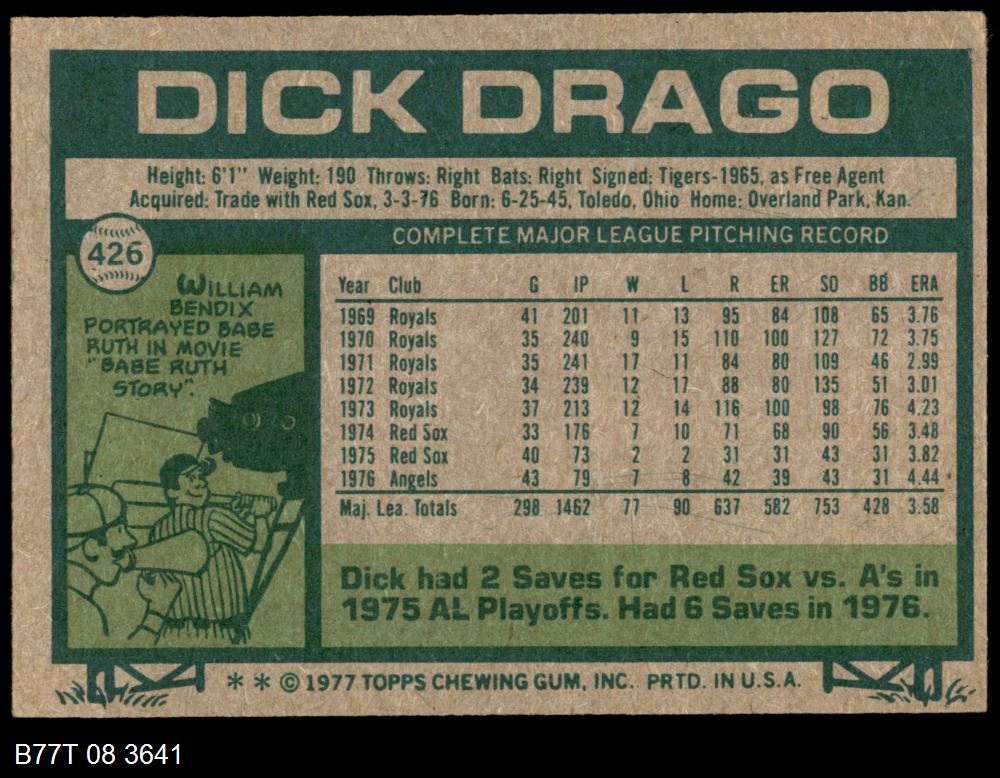 DICK DRAGO
Height: 6'1" Weight: 190 Throws: Right Bats: Right Signed: Tigers-1965, as Free Agent
Acquired: Trade with Red Sox, 3-3-76 Born: 6-25-45, Toledo, Ohio Home: Overland Park, Kan.
426
WILLIAM
BENDIX
PORTRAYED BABE
RUTH IN MOVIE
"BABE RUTH
STORY".
COMPLETE MAJOR LEAGUE PITCHING RECORD
Year Club G IP W L R ER SO BB ERA
1969 Royals 41 201 11 13 95 84 108 65 3.76
1970 Royals 35 240 9 15 110 100 127 72 3.75
1971 Royals 35 241 17 11 84 80 109 46 2.99
1972 Royals 34 239 12 17 88 80 135 51 3.01
1973 Royals 37 213 12 14 116 100 98 76 4.23
1974 Red Sox 33 176 7 10 71 68 90 56 3.48
1975 Red Sox 40 73 2 2 31 31 43 31 3.82
1976 Angels 43 79 7 8 42 39 43 31 4.44
Maj. Lea. Totals 298 1462 77 90 637 582 753 428 3.58
Dick had 2 Saves for Red Sox vs. A's in
1975 AL Playoffs. Had 6 Saves in 1976.
* * © 1977 TOPPS CHEWING GUM, INC. PRTD. IN U.S.A.
B77T 08 3641